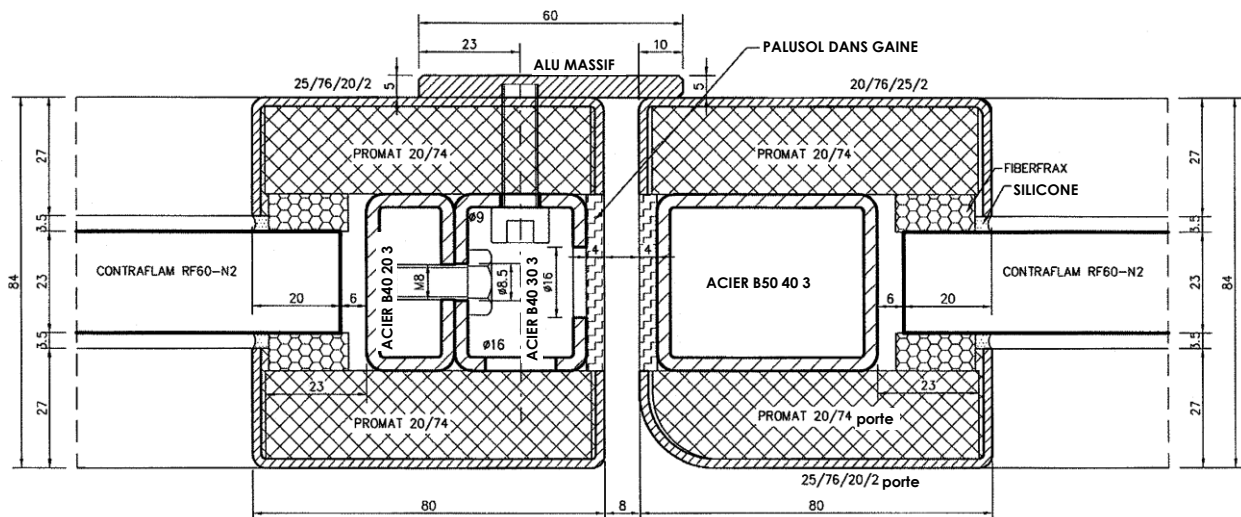 60
23
10
PALUSOL DANS GAINE
ALU MASSIF
25/76/20/2
5
5
20/76/25/2
PROMAT 20/74
PROMAT 20/74
27
27
FIBERFRAX
SILICONE
3.5
3.5
ø9
CONTRAFLAM RF60-N2
ACIER B40 20 3
M8
ø8.5
ACIER B40 30 3
ø16
4
4
ACIER B50 40 3
CONTRAFLAM RF60-N2
84
23
20
6
6
20
23
84
3.5
ø16
3.5
23
23
27
PROMAT 20/74
PROMAT 20/74 porte
27
25/76/20/2 porte
80
8
80